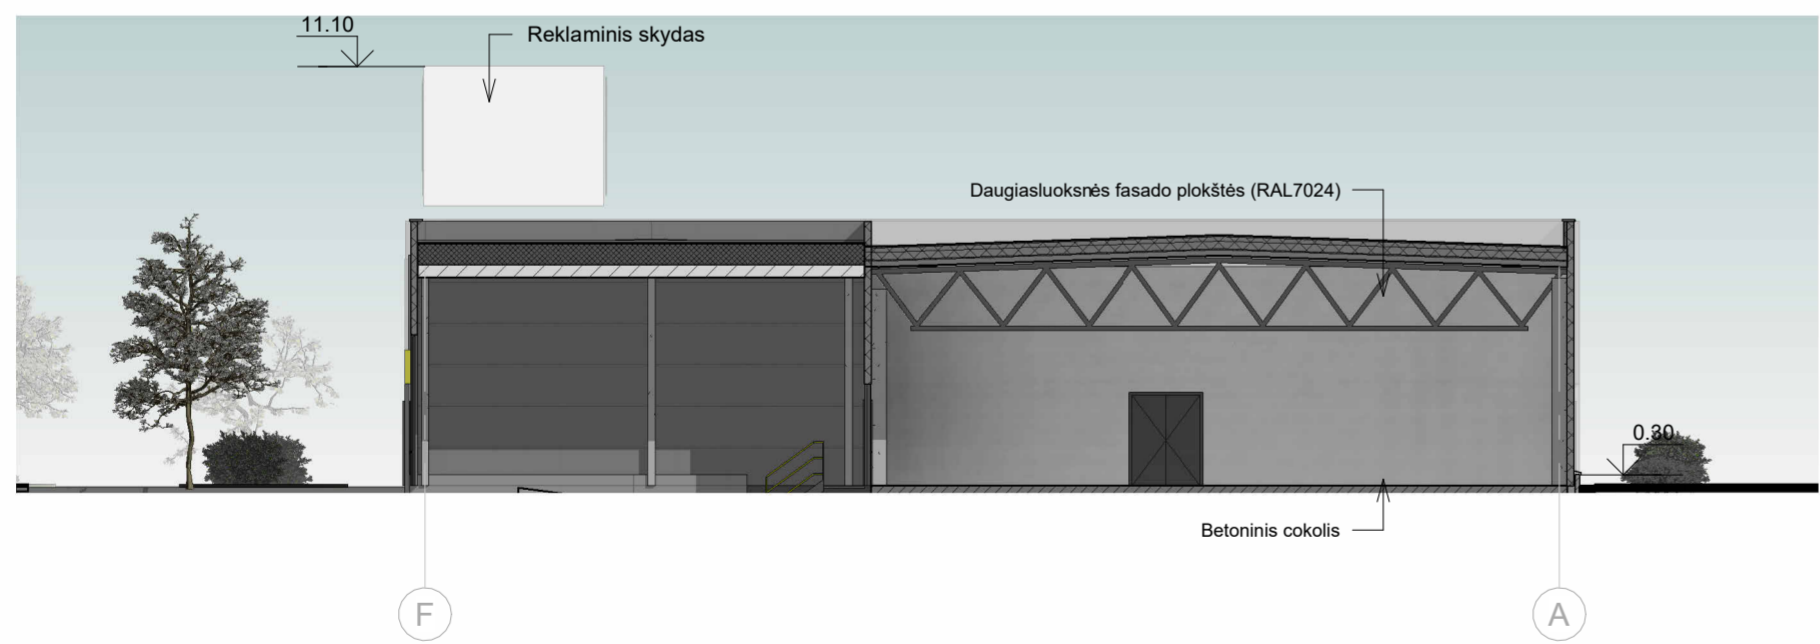 11.10
Reklaminis skydas
Daugiasluoksnės fasado plokštės (RAL7024)
0.30
Betoninis cokolis
F
A